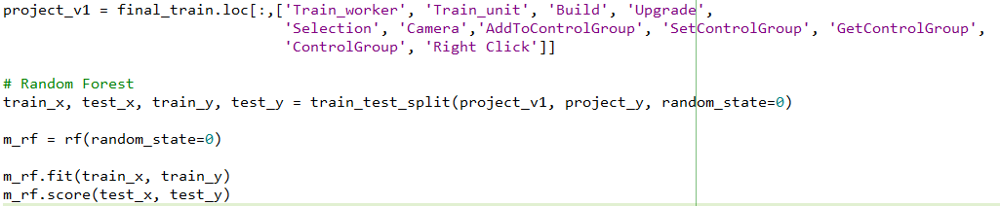 project_v1 = final_train.loc[:,['Train_worker', 'Train_unit', 'Build', 'Upgrade',
'Selection', 'Camera','AddToControlGroup', 'SetControlGroup', 'GetControlGroup',
'ControlGroup', 'Right Click']]
# Random Forest
train_x, test_x, train_y, test_y = train_test_split(project_v1, project_y, random_state=0)
m_rf = rf(random_state=0)
m_rf.fit(train_x, train_y)
m_rf.score(test_x, test_y)